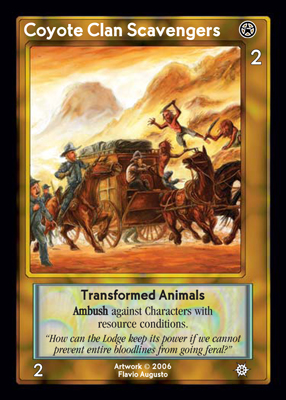 Coyote Clan Scavengers
2
Transformed Animals
Ambush against Characters with
resource conditions.
"How can the Lodge keep its power if we cannot
prevent entire bloodlines from going feral?"
2
Artwork © 2006
Flavio Augusto